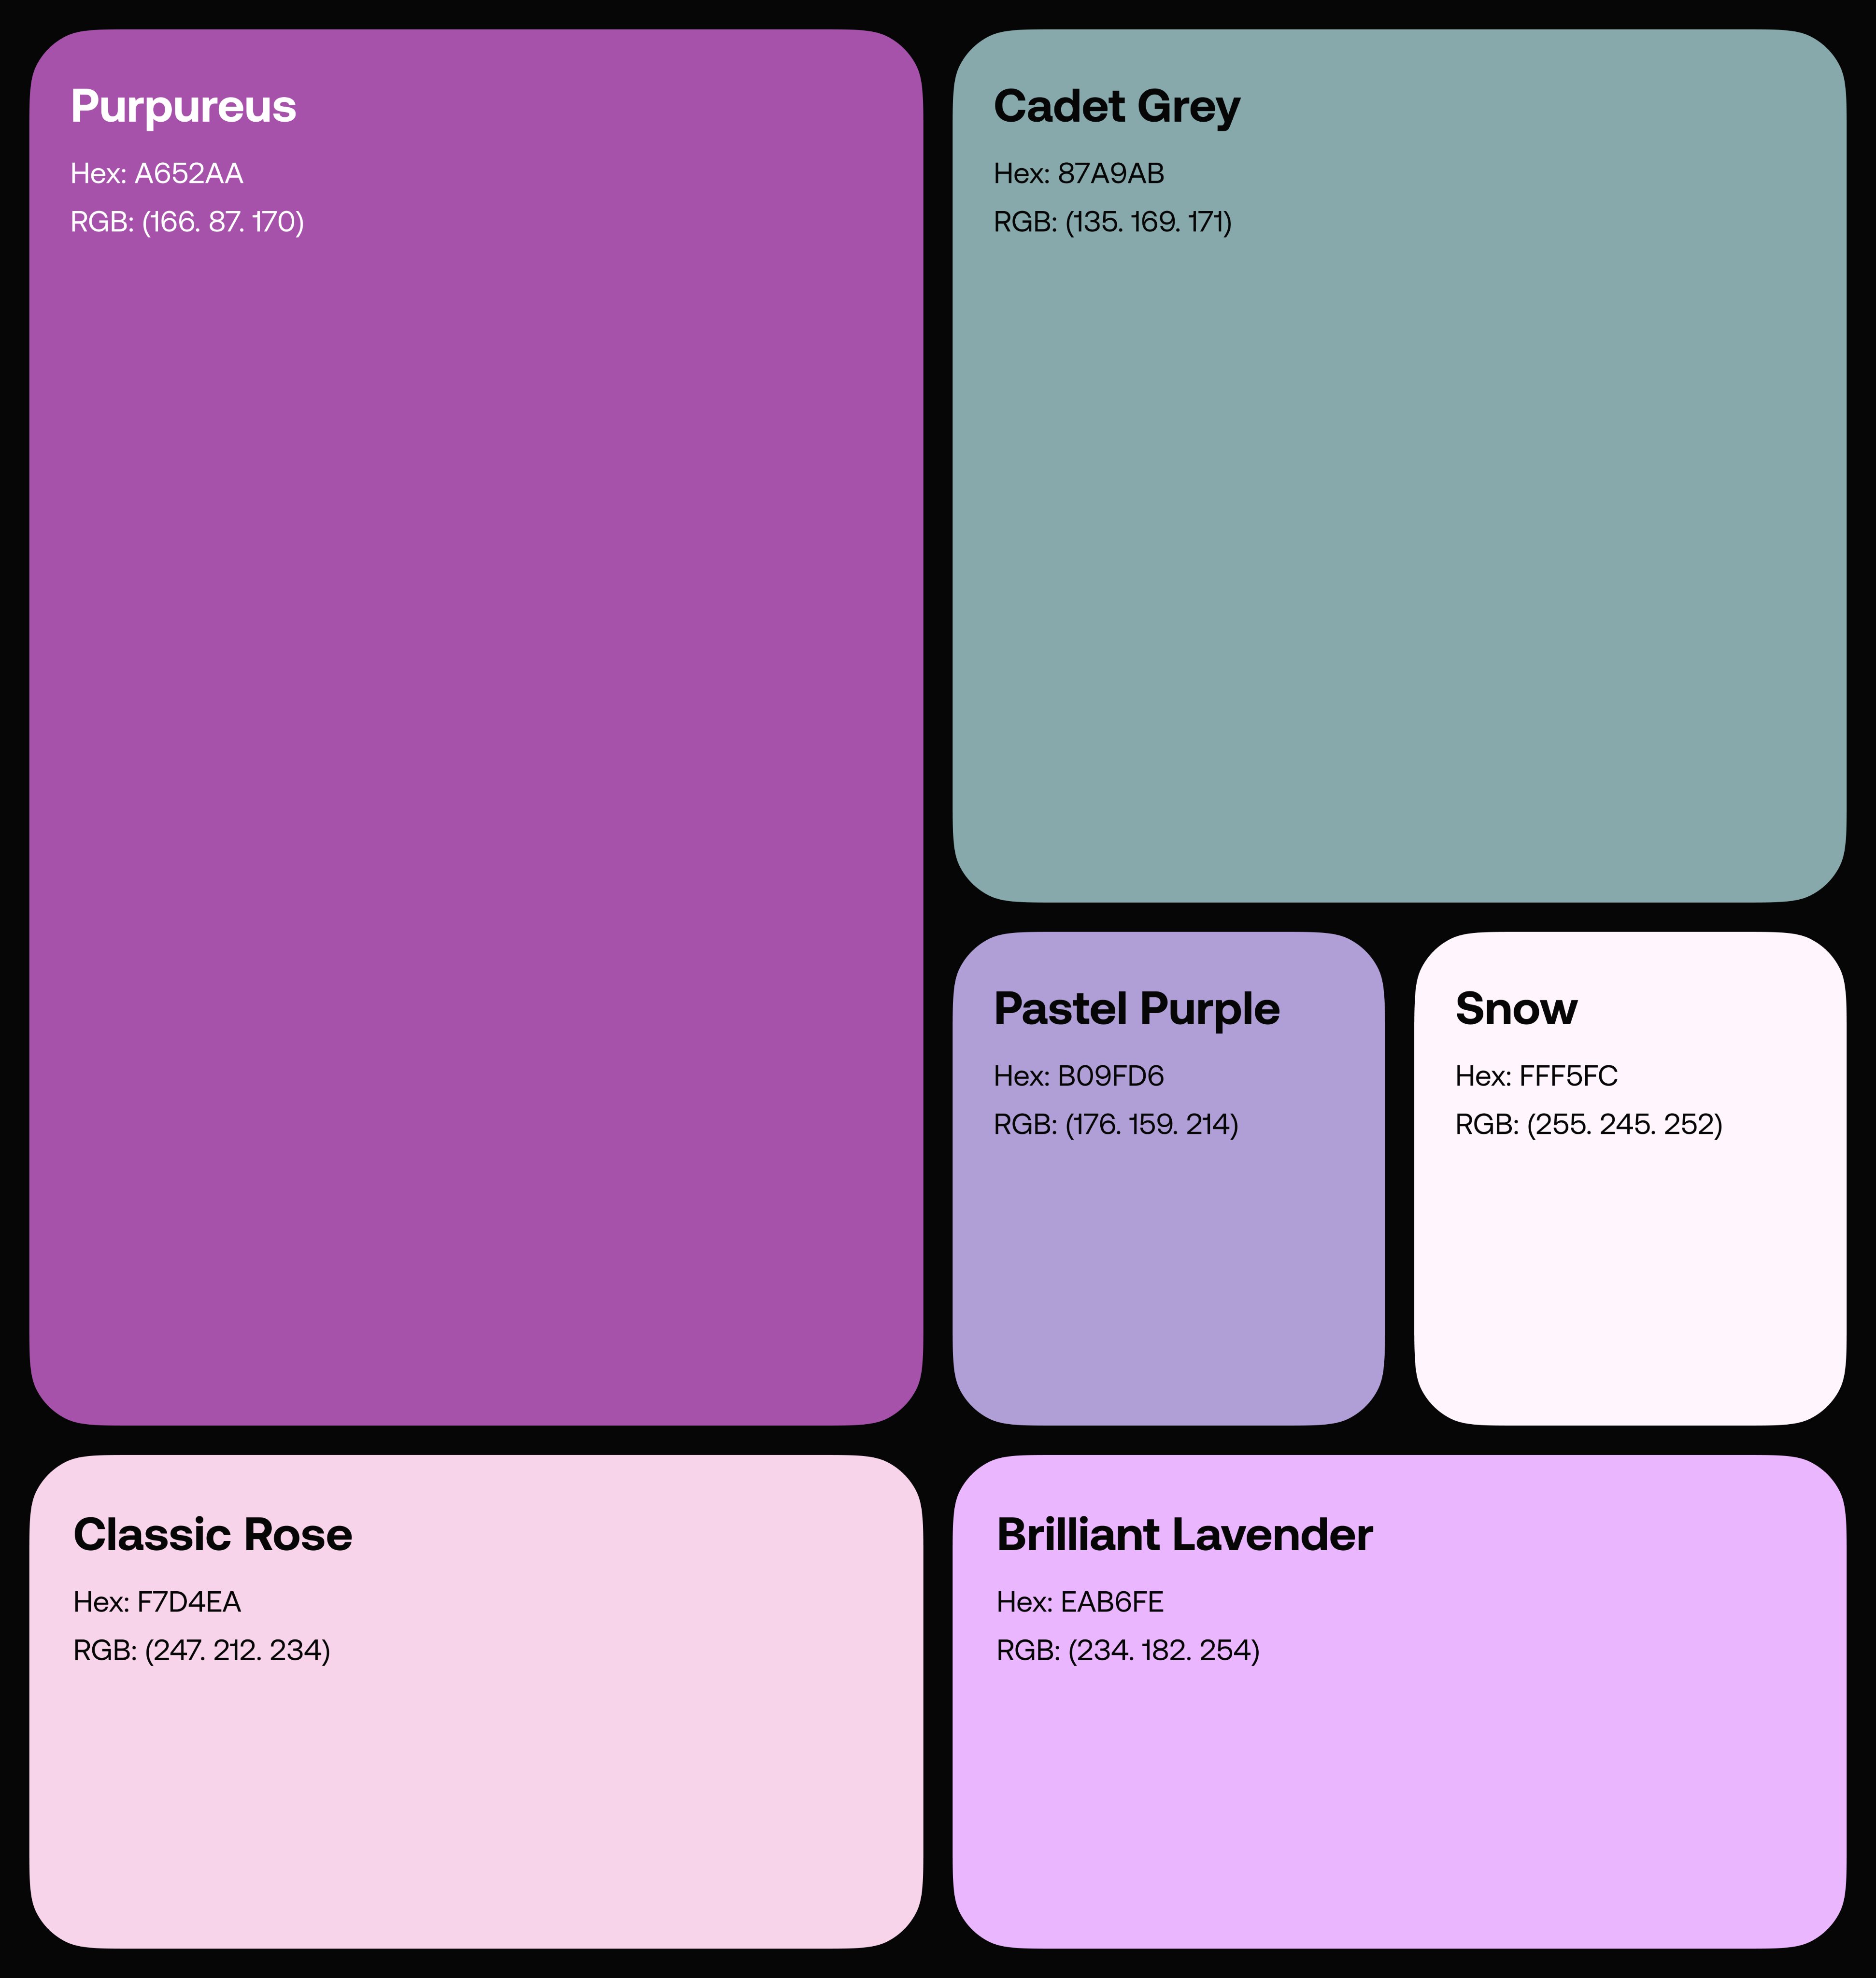 Purpureus
Hex: A652AA
RGB: (166. 87. 170)
Cadet Grey
Hex: 87A9AB
RGB: (135. 169. 171)
Pastel Purple
Hex: B09FD6
RGB: (176. 159. 214)
Snow
Hex: FFF5FC
RGB: (255. 245. 252)
Classic Rose
Hex: F7D4EA
RGB: (247. 212. 234)
Brilliant Lavender
Hex: EAB6FE
RGB: (234. 182. 254)